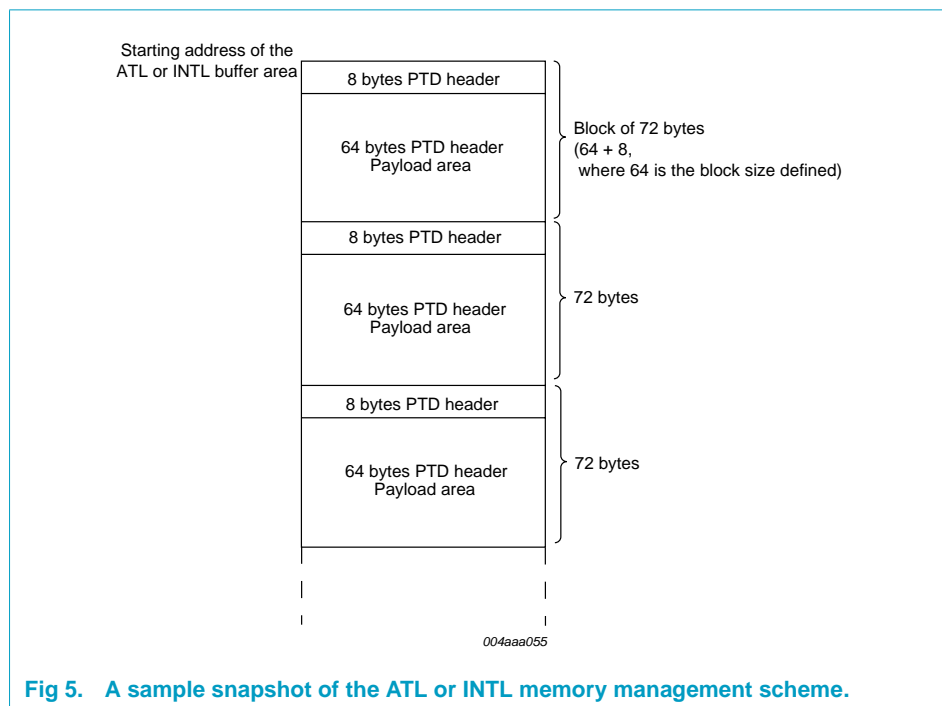 Starting address of the
ATL or INTL buffer area
8 bytes PTD header
64 bytes PTD header
Payload area
Block of 72 bytes
(64 + 8,
where 64 is the block size defined)
8 bytes PTD header
64 bytes PTD header
Payload area
72 bytes
8 bytes PTD header
64 bytes PTD header
Payload area
72 bytes
004aaa055
Fig 5. A sample snapshot of the ATL or INTL memory management scheme.